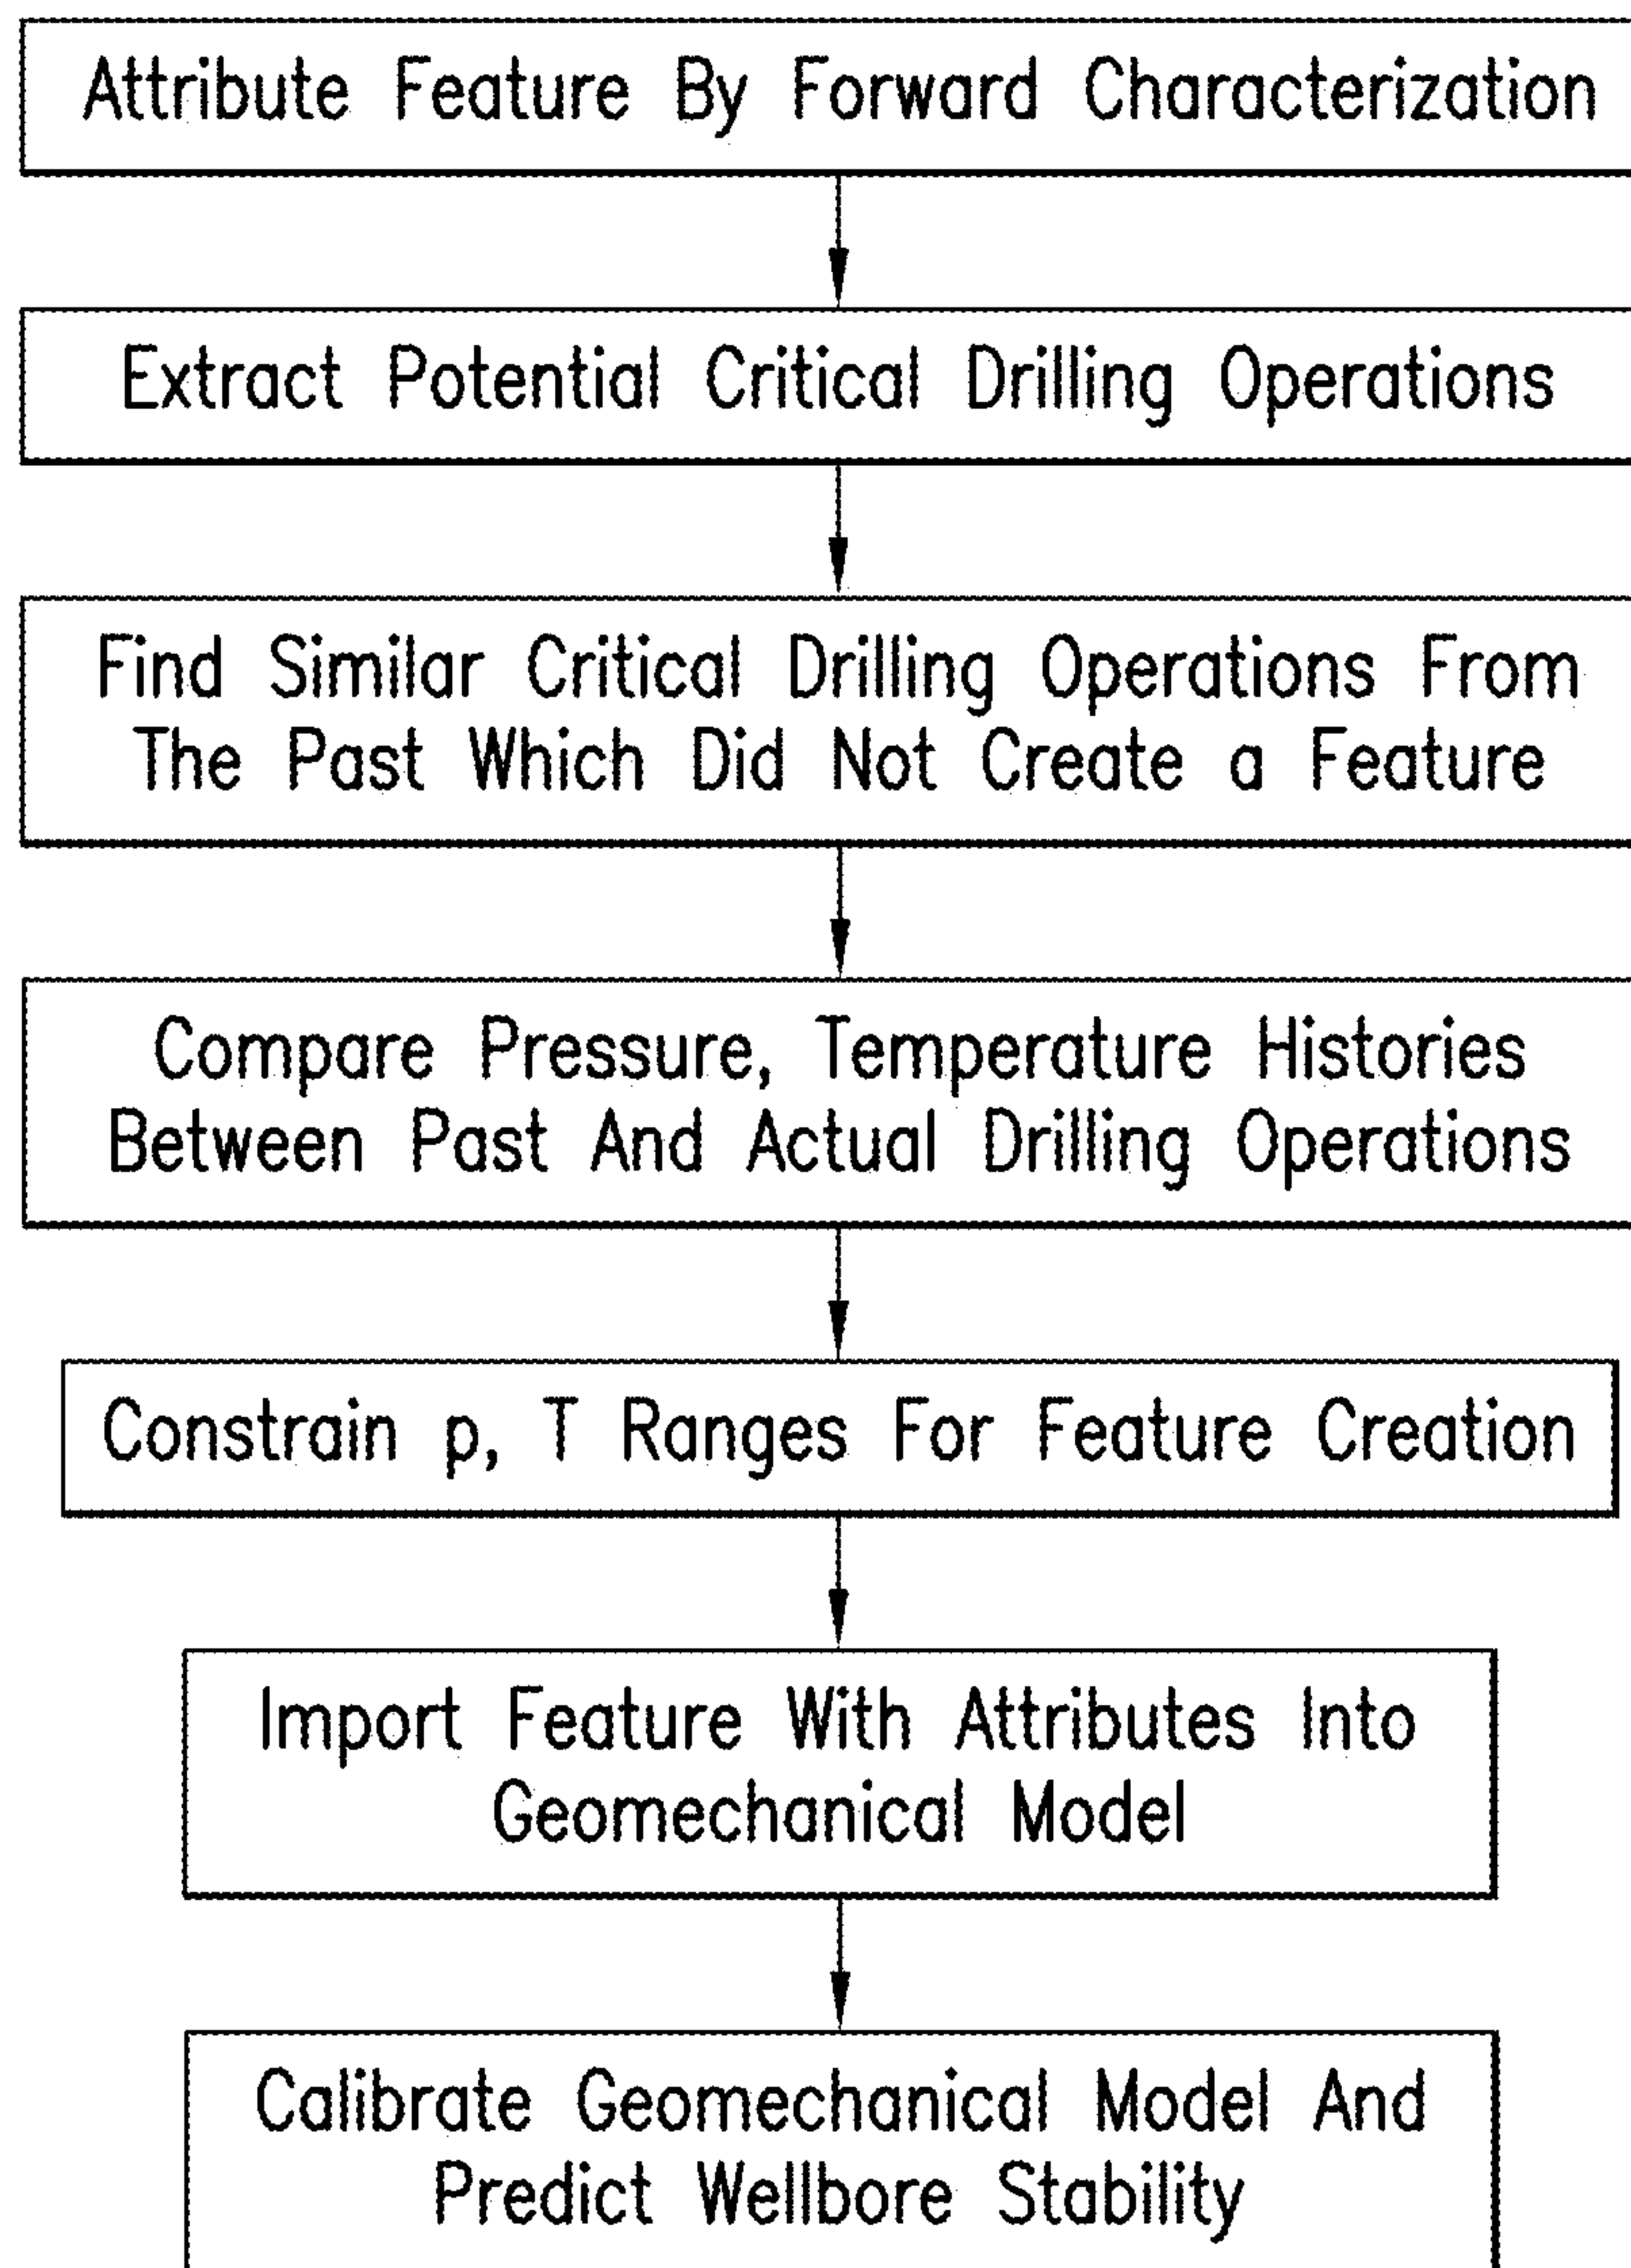 Attribute Feature By Forward Characterization
Extract Potential Critical Drilling Operations
Find Similar Critical Drilling Operations From
The Past Which Did Not Create a Feature
Compare Pressure, Temperature Histories
Between Past And Actual Drilling Operations
Constrain p, T Ranges For Feature Creation
Import Feature With Attributes Into
Geomechanical Model
Calibrate Geomechanical Model And
Predict Wellbore Stability